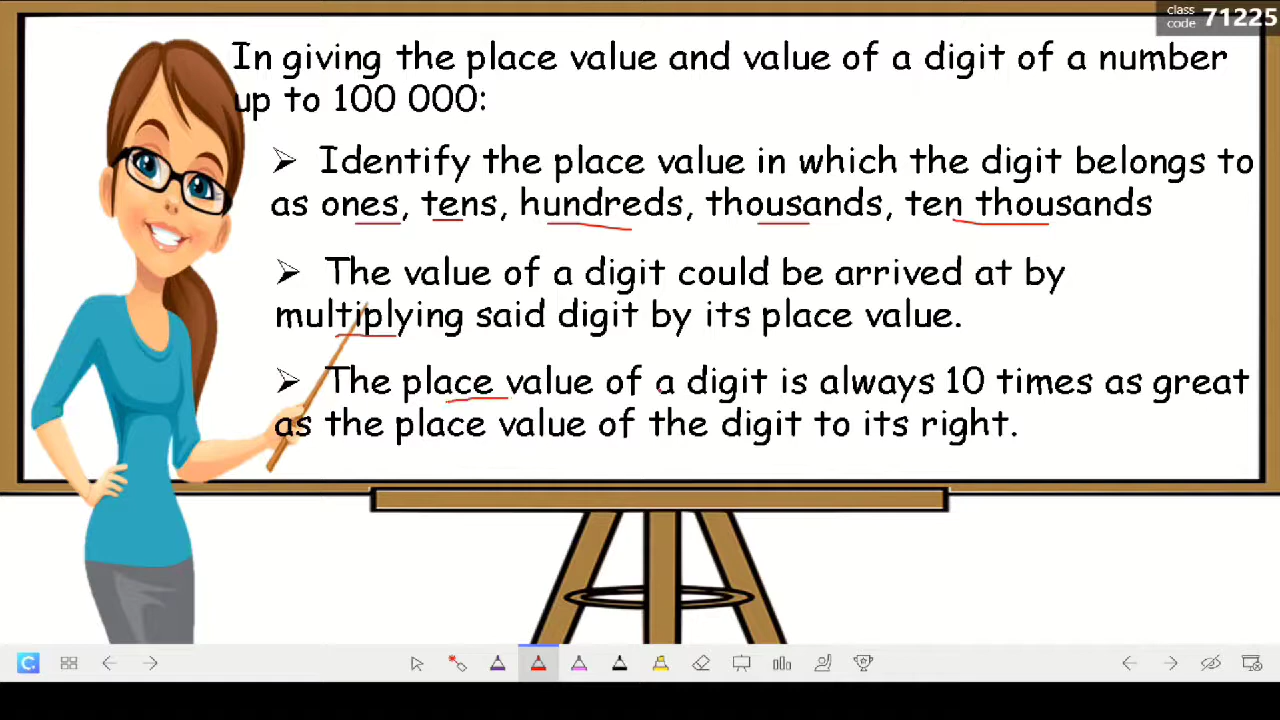 class
code 71225
In giving the place value and value of a digit of a number
up to 100 000:
➢ Identify the place value in which the digit belongs to
as ones, tens, hundreds, thousands, ten thousands
➢ The value of a digit could be arrived at by
multiplying said digit by its place value.
➢ The place value of a digit is always 10 times as great
as the place value of the digit to its right.